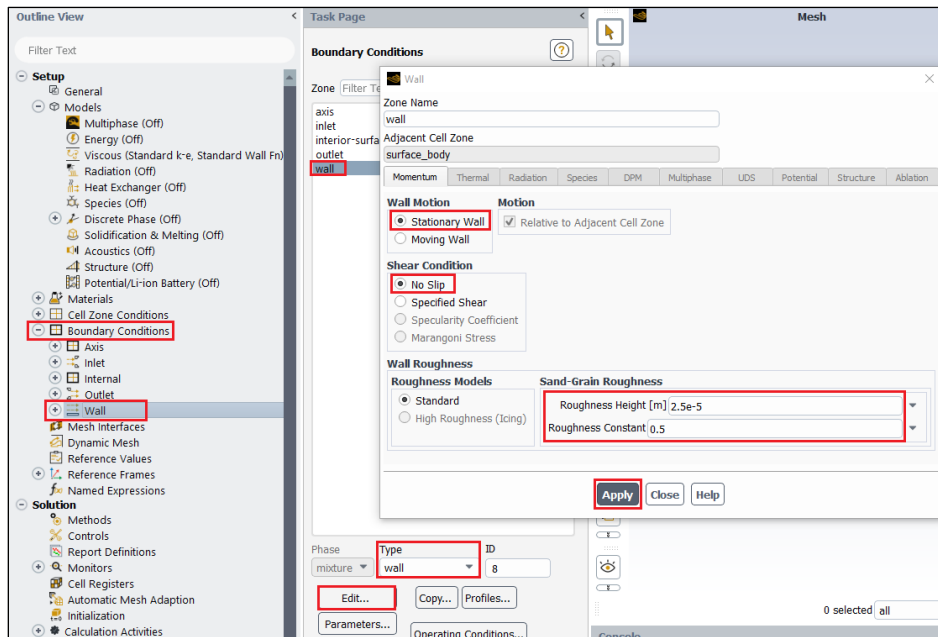 Outline View
Filter Text
Setup
General
Models
Multiphase (Off)
Energy (Off)
Viscous (Standard k-e, Standard Wall Fn)
Radiation (Off)
Heat Exchanger (Off)
Species (Off)
Discrete Phase (Off)
Solidification & Melting (Off)
Acoustics (Off)
Structure (Off)
Potential/Li-ion Battery (Off)
Materials
Cell Zone Conditions
Boundary Conditions
Axis
Inlet
Internal
Outlet
Wall
Mesh Interfaces
Dynamic Mesh
Reference Values
Reference Frames
Named Expressions
Solution
Methods
Controls
Report Definitions
Monitors
Cell Registers
Automatic Mesh Adaption
Initialization
Calculation Activities
Task Page
Boundary Conditions
Zone Filter Te
axis
inlet
interior-surfa
outlet
wall
Phase Type ID
mixture wall 8
Edit... Copy... Profiles...
Parameters... Operating Conditions...
Mesh
Wall
Zone Name
wall
Adjacent Cell Zone
surface_body
Momentum Thermal Radiation Species DPM Multiphase UDS Potential Structure Ablation
Wall Motion Motion
Stationary Wall Relative to Adjacent Cell Zone
Moving Wall
Shear Condition
No Slip
Specified Shear
Specularity Coefficient
Marangoni Stress
Wall Roughness
Roughness Models Sand-Grain Roughness
Standard Roughness Height [m] 2.5e-5
High Roughness (Icing) Roughness Constant 0.5
Apply Close Help
0 selected all
Console